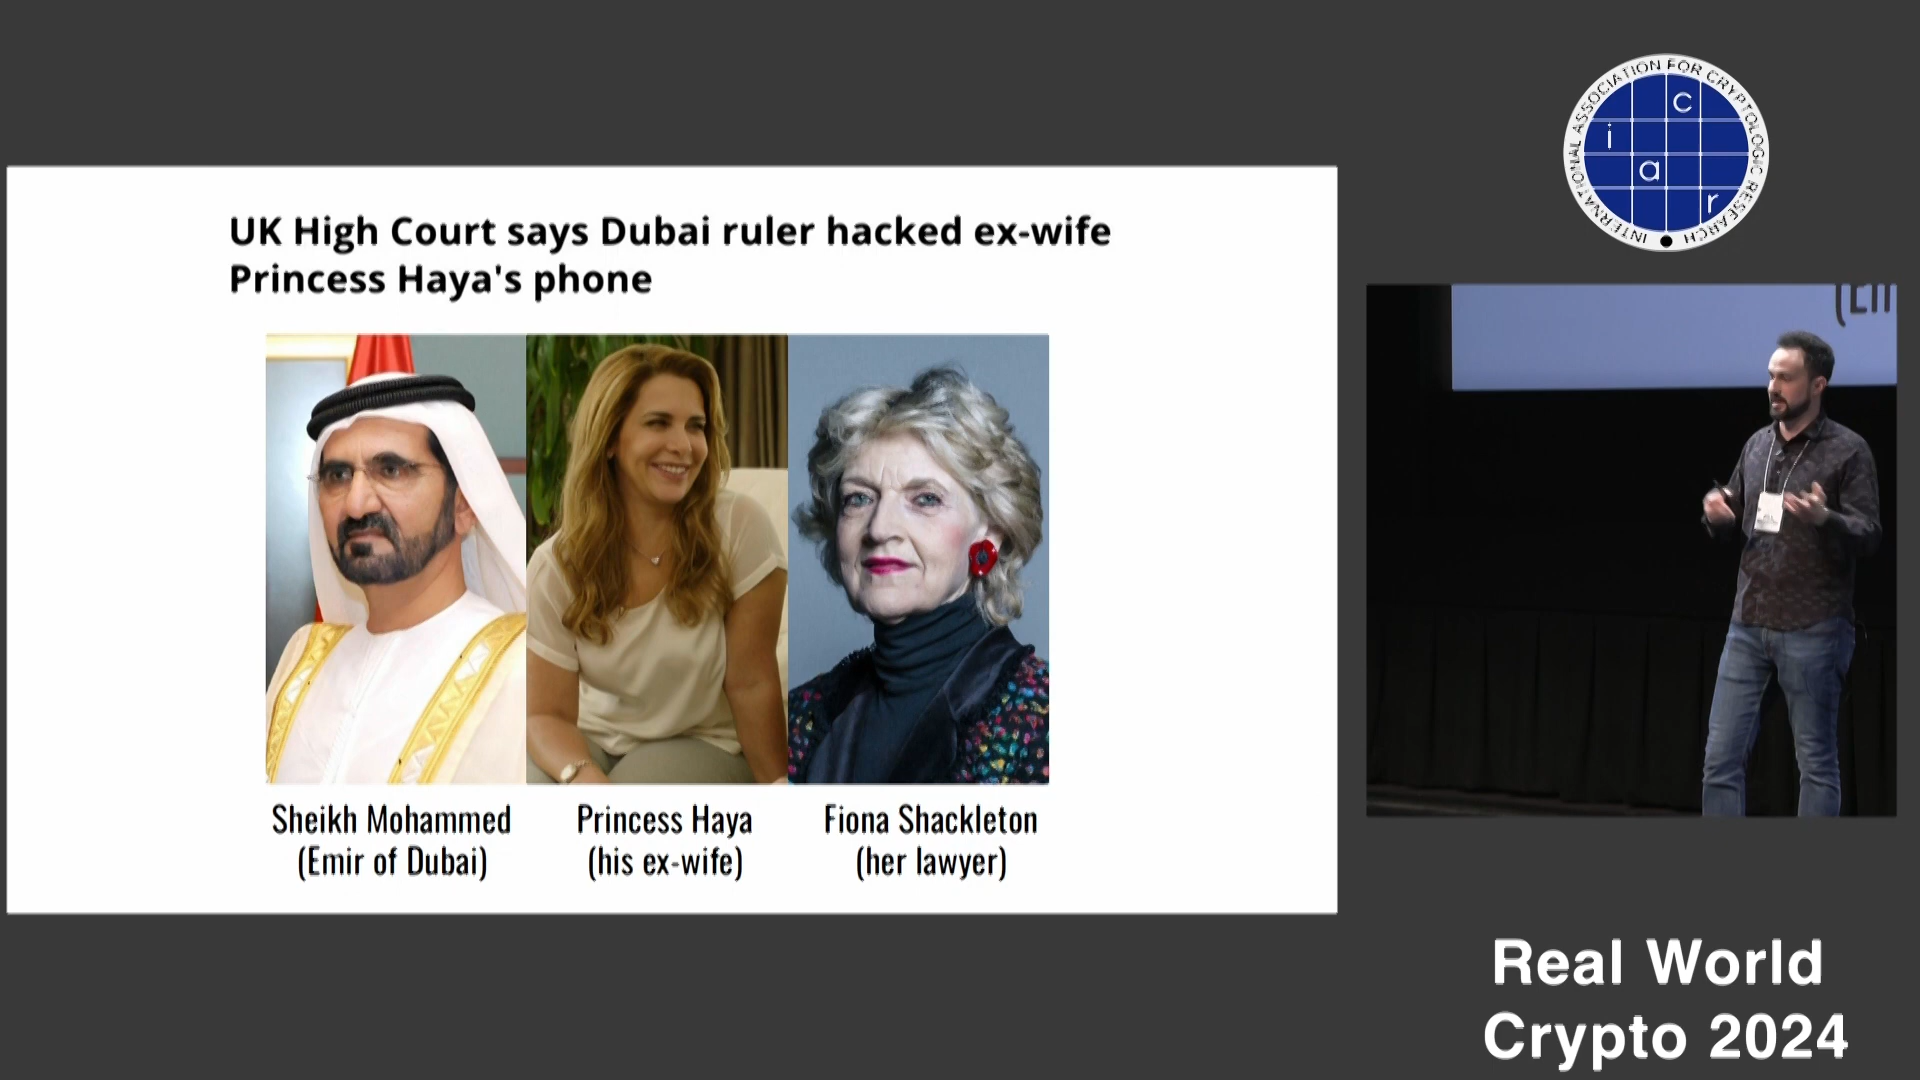 UK High Court says Dubai ruler hacked ex-wife
Princess Haya's phone
Sheikh Mohammed
(Emir of Dubai)
Princess Haya
(his ex-wife)
Fiona Shackleton
(her lawyer)
INTERNATIONAL ASSOCIATION FOR CRYPTOLOGIC RESEARCH
i a c r
Real World
Crypto 2024